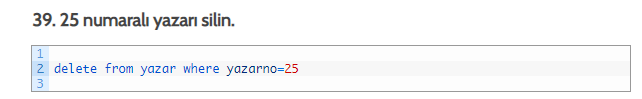 39. 25 numaralı yazarı silin.
1
2 delete from yazar where yazarno=25
3